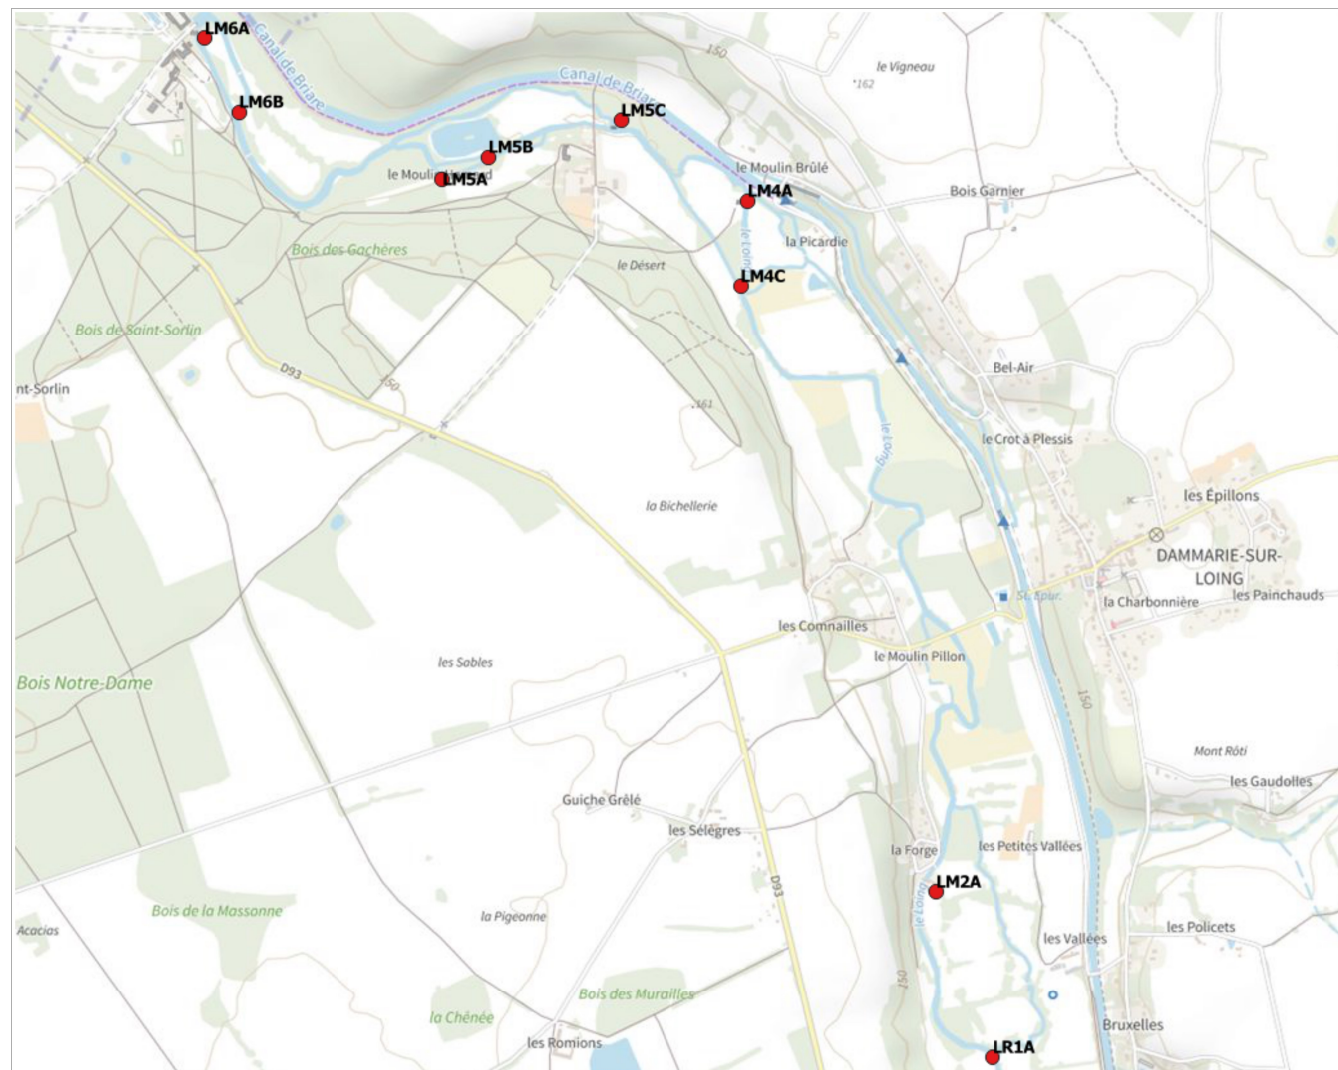 LM6A
Canal de Briare
150
le Vigneau
162
Canal de Briare
LM6B
LM5C
LM5B
le Moulin
LM5A
le Moulin Brûlé
LM4A
Bois Garnier
le Loing
la Picardie
Bois des Gachères
le Désert
LM4C
Bois de Saint-Sorlin
D93
150
nt-Sorlin
Bel-Air
161
le Loing
le Crot à Plessis
la Bichellerie
les Épillons
DAMMARIE-SUR-
LOING
St. Epur.
la Charbonnière
les Painchauds
les Comnailles
le Moulin Pillon
les Sables
Bois Notre-Dame
150
Mont Rôti
les Gaudolles
Guiche Grêlé
les Sélègres
la Forge
les Petites Vallées
D93
LM2A
le Loing
Bois de la Massonne
la Pigeonne
Acacias
les Policets
les Vallées
150
Bois des Murailles
la Chênée
les Romions
Bruxelles
LR1A